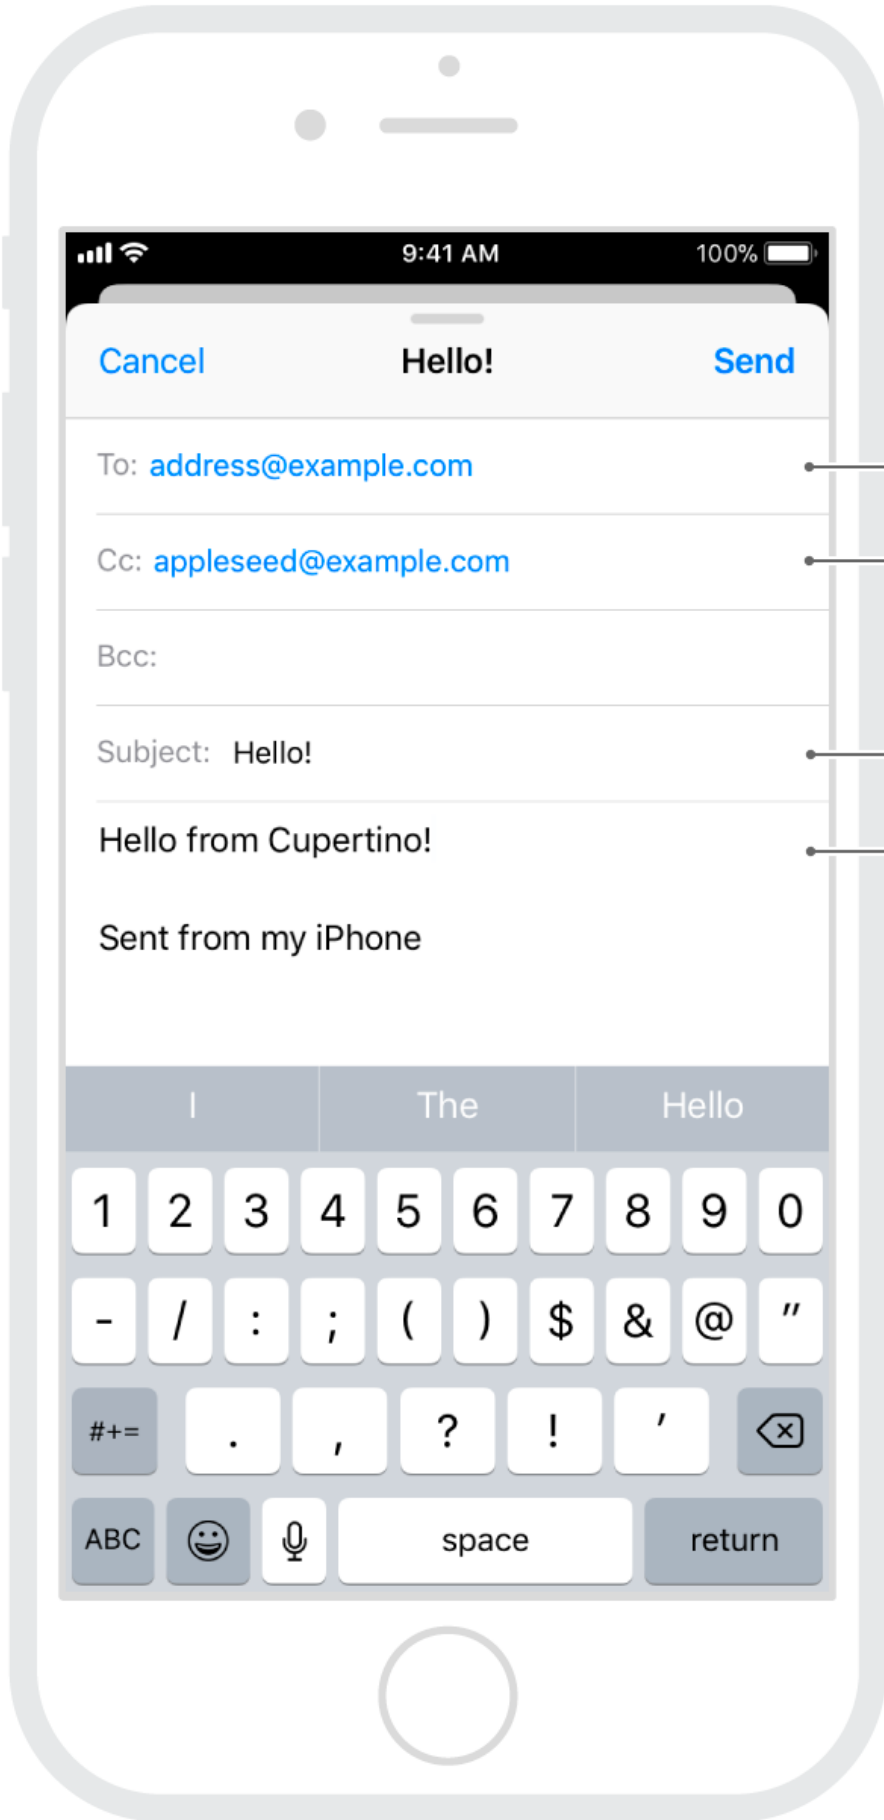 9:41 AM 100%
Cancel Hello! Send
To: address@example.com
Cc: appleseed@example.com
Bcc:
Subject: Hello!
Hello from Cupertino!
Sent from my iPhone
I The Hello
1 2 3 4 5 6 7 8 9 0
- / : ; ( ) $ & @ "
#+= . , ? ! '
ABC space return